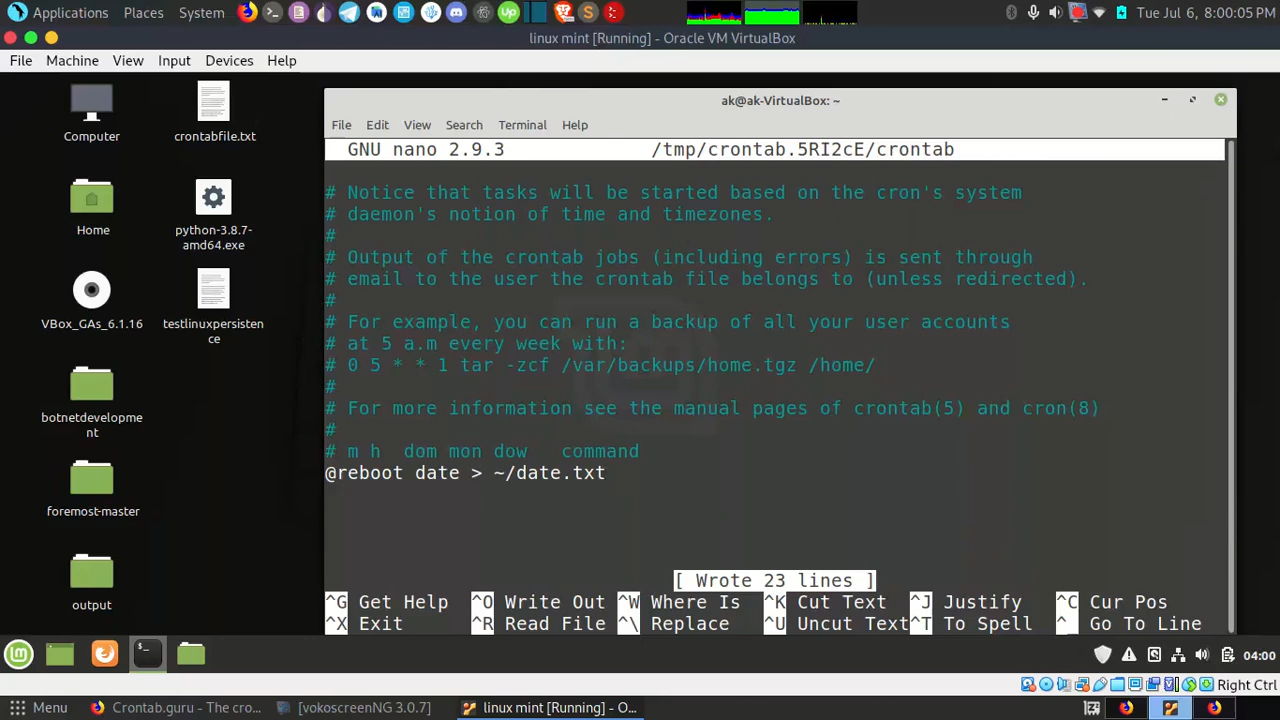 Applications Places System
Tue Jul 6, 8:00:05 PM
linux mint [Running] - Oracle VM VirtualBox
File Machine View Input Devices Help
Computer
crontabfile.txt
Home
python-3.8.7-
amd64.exe
VBox_GAs_6.1.16
testlinuxpersisten
ce
botnetdevelopme
nt
foremost-master
output
ak@ak-VirtualBox: ~
File Edit View Search Terminal Help
GNU nano 2.9.3 /tmp/crontab.5RI2cE/crontab
# Notice that tasks will be started based on the cron's system
# daemon's notion of time and timezones.
#
# Output of the crontab jobs (including errors) is sent through
# email to the user the crontab file belongs to (unless redirected).
#
# For example, you can run a backup of all your user accounts
# at 5 a.m every week with:
# 0 5 * * 1 tar -zcf /var/backups/home.tgz /home/
#
# For more information see the manual pages of crontab(5) and cron(8)
#
# m h  dom mon dow   command
@reboot date > ~/date.txt
[ Wrote 23 lines ]
^G Get Help ^O Write Out ^W Where Is ^K Cut Text ^J Justify ^C Cur Pos
^X Exit ^R Read File ^\ Replace ^U Uncut Text ^T To Spell ^_ Go To Line
04:00
Right Ctrl
Menu Crontab.guru - The cro... [vokoscreenNG 3.0.7] linux mint [Running] - O...